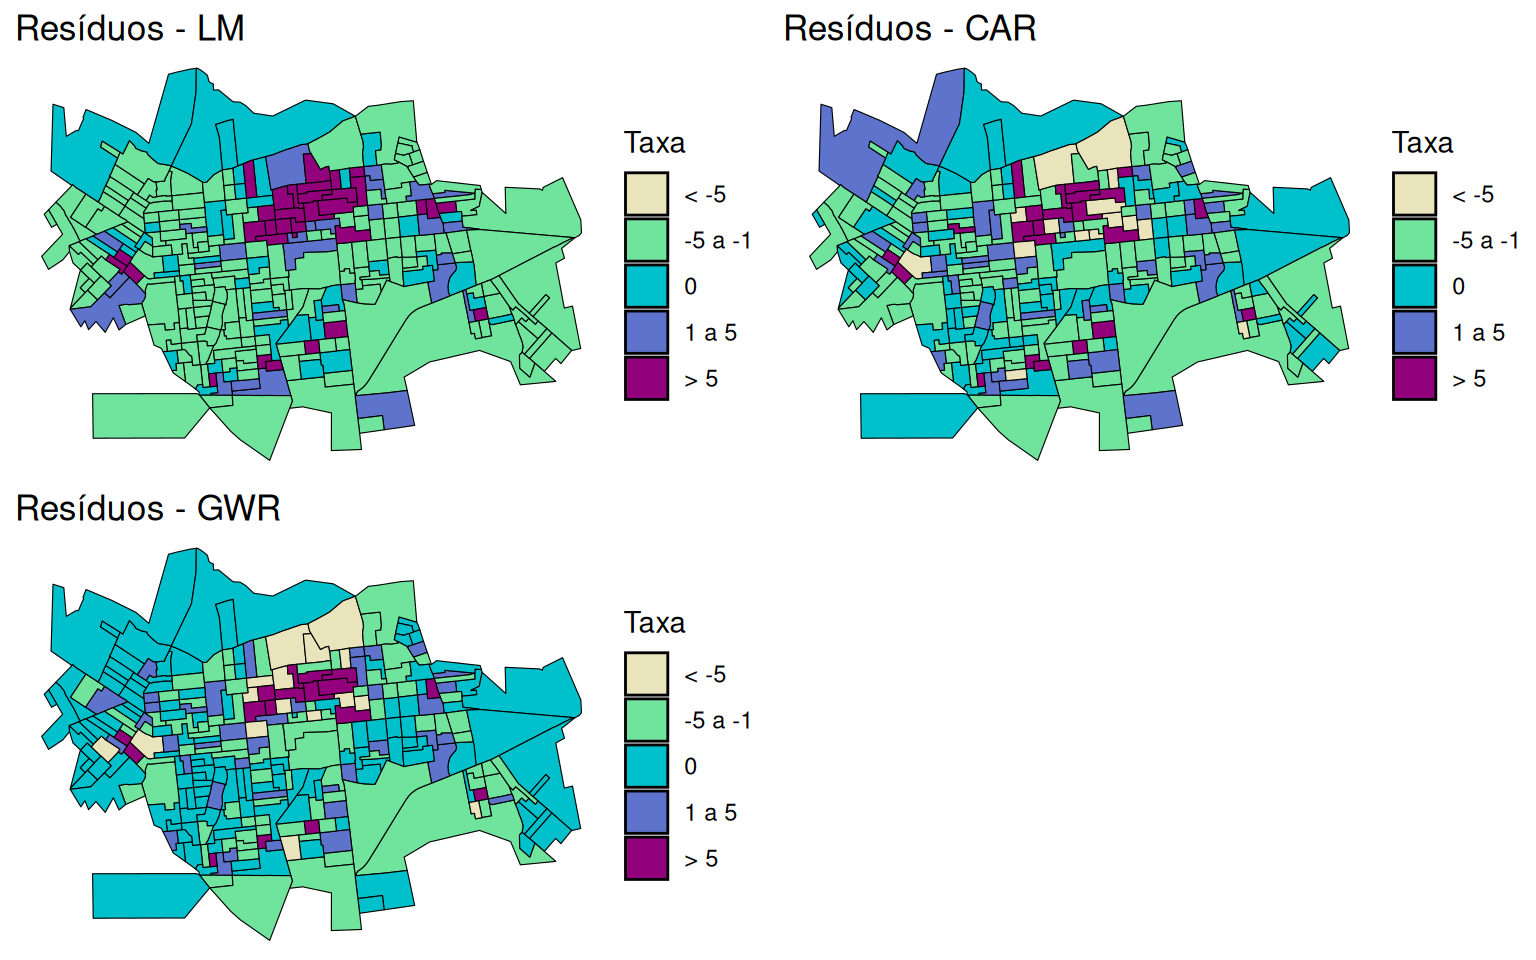 Resíduos - LM
Taxa
< -5
-5 a -1
0
1 a 5
> 5
Resíduos - CAR
Taxa
< -5
-5 a -1
0
1 a 5
> 5
Resíduos - GWR
Taxa
< -5
-5 a -1
0
1 a 5
> 5